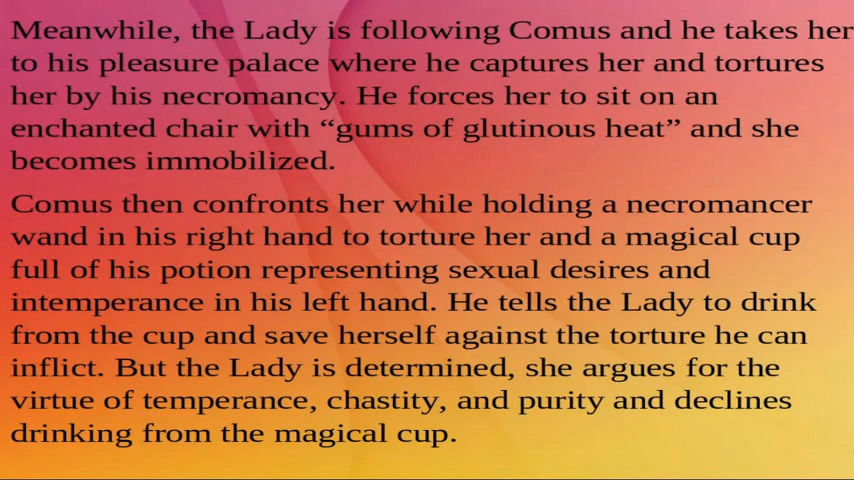 Meanwhile, the Lady is following Comus and he takes her
to his pleasure palace where he captures her and tortures
her by his necromancy. He forces her to sit on an
enchanted chair with “gums of glutinous heat” and she
becomes immobilized.
Comus then confronts her while holding a necromancer
wand in his right hand to torture her and a magical cup
full of his potion representing sexual desires and
intemperance in his left hand. He tells the Lady to drink
from the cup and save herself against the torture he can
inflict. But the Lady is determined, she argues for the
virtue of temperance, chastity, and purity and declines
drinking from the magical cup.